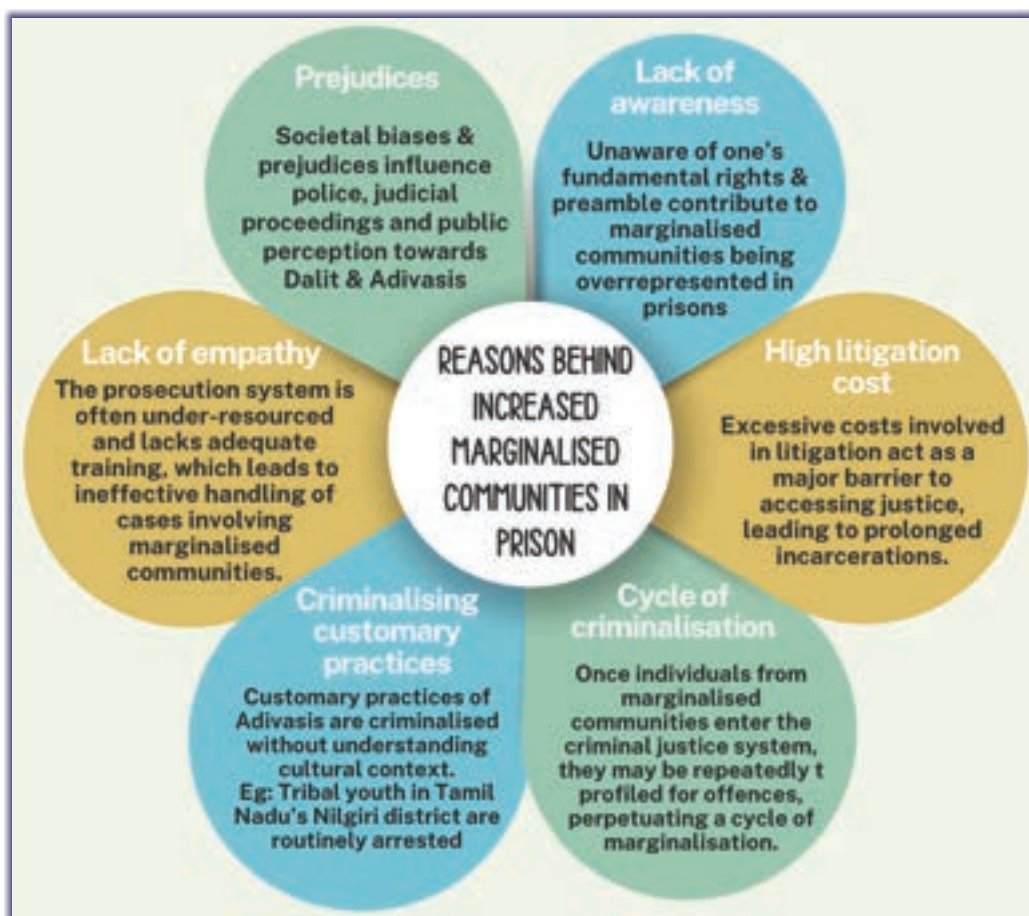 Prejudices
Societal biases &
prejudices influence
police, judicial
proceedings and public
perception towards
Dalit & Adivasis
Lack of
awareness
Unaware of one's
fundamental rights &
preamble contribute to
marginalised
communities being
overrepresented in
prisons
Lack of empathy
The prosecution system is
often under-resourced
and lacks adequate
training, which leads to
ineffective handling of
cases involving
marginalised
communities.
REASONS BEHIND
INCREASED
MARGINALISED
COMMUNITIES IN
PRISON
High litigation
cost
Excessive costs involved
in litigation act as a
major barrier to
accessing justice,
leading to prolonged
incarcerations.
Criminalising
customary
practices
Customary practices of
Adivasis are criminalised
without understanding
cultural context.
Eg: Tribal youth in Tamil
Nadu's Nilgiri district are
routinely arrested
Cycle of
criminalisation
Once individuals from
marginalised
communities enter the
criminal justice system,
they may be repeatedly t
profiled for offences,
perpetuating a cycle of
marginalisation.